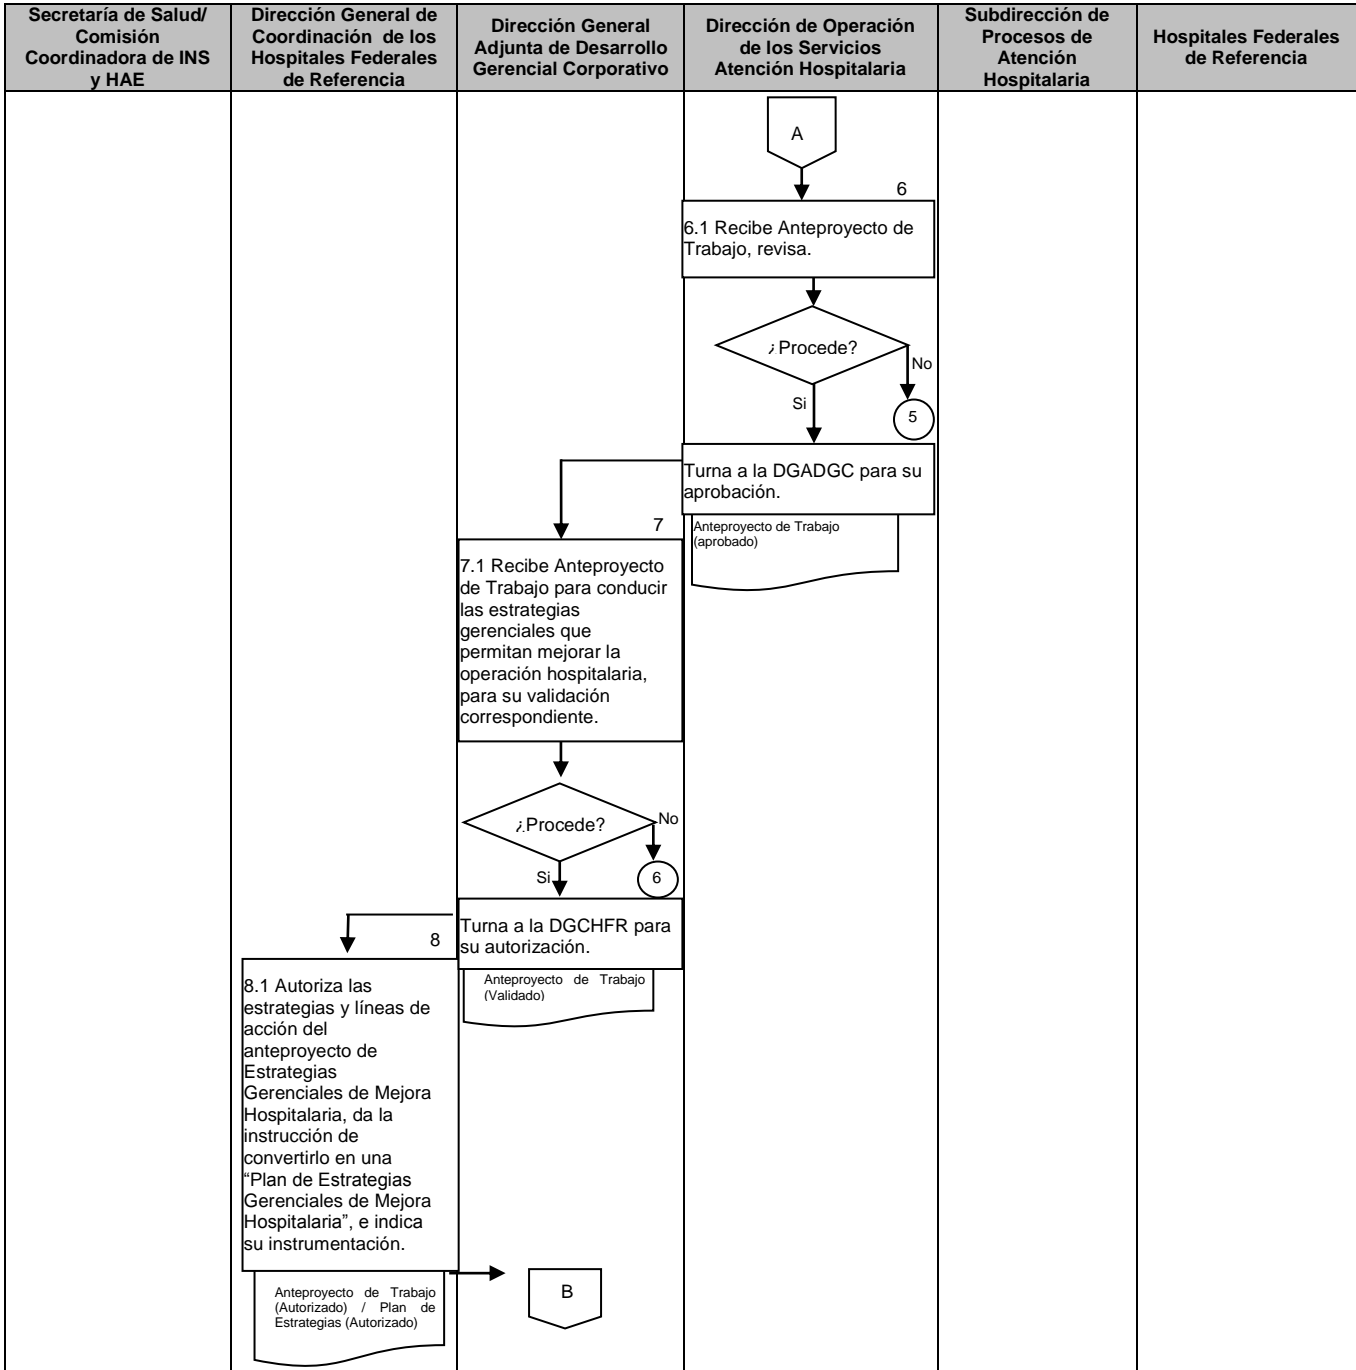 Secretaría de Salud/
Comisión
Coordinadora de INS
y HAE
Dirección General de
Coordinación de los
Hospitales Federales
de Referencia
Dirección General
Adjunta de Desarrollo
Gerencial Corporativo
Dirección de Operación
de los Servicios
Atención Hospitalaria
Subdirección de
Procesos de
Atención
Hospitalaria
Hospitales Federales
de Referencia
A
6
6.1 Recibe Anteproyecto de
Trabajo, revisa.
¿Procede?
No
Si
5
Turna a la DGADGC para su
aprobación.
Anteproyecto de Trabajo
(aprobado)
7
7.1 Recibe Anteproyecto
de Trabajo para conducir
las estrategias
gerenciales que
permitan mejorar la
operación hospitalaria,
para su validación
correspondiente.
¿Procede?
No
Si
6
Turna a la DGCHFR para
su autorización.
Anteproyecto de Trabajo
(Validado)
8
8.1 Autoriza las
estrategias y líneas de
acción del
anteproyecto de
Estrategias
Gerenciales de Mejora
Hospitalaria, da la
instrucción de
convertirlo en una
“Plan de Estrategias
Gerenciales de Mejora
Hospitalaria”, e indica
su instrumentación.
Anteproyecto de Trabajo
(Autorizado) / Plan de
Estrategias (Autorizado)
B